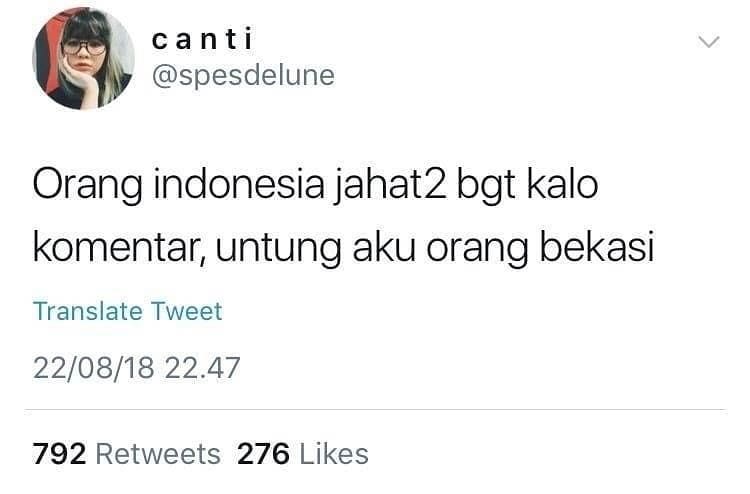 c a n t i
@spesdelune
Orang indonesia jahat2 bgt kalo
komentar, untung aku orang bekasi
Translate Tweet
22/08/18 22.47
792 Retweets 276 Likes